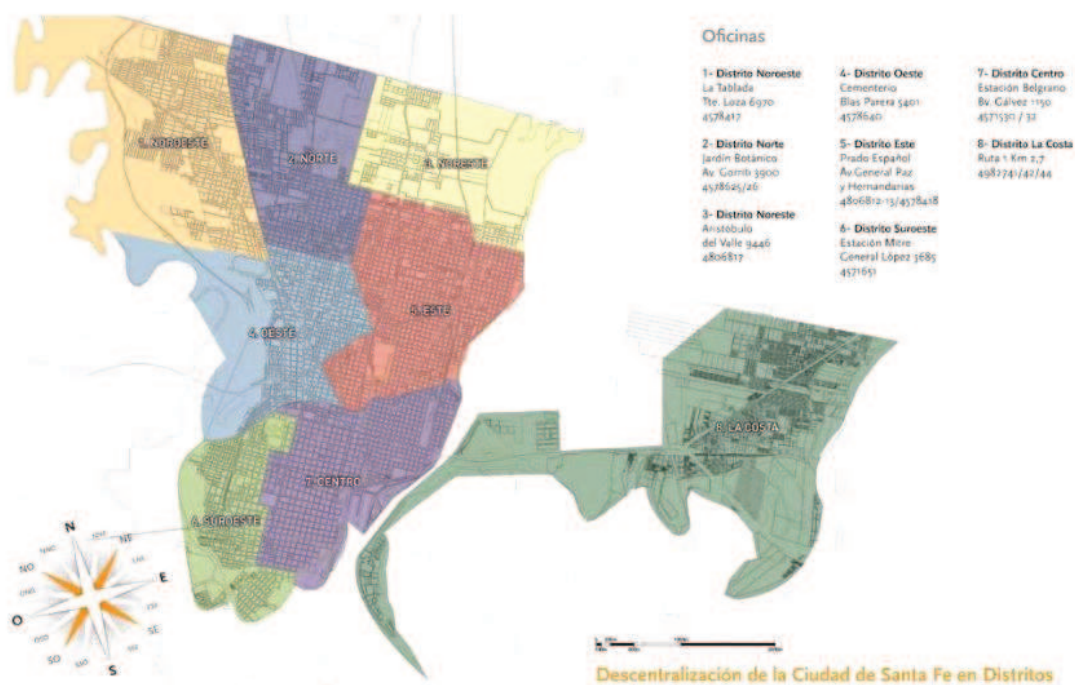 Oficinas
1- Distrito Noroeste
La Tablada
Tte. Loza 6970
4578417
2- Distrito Norte
Jardín Botánico
Av. Gorriti 3900
4578625/26
3- Distrito Noreste
Aristóbulo
del Valle 9446
4806817
4- Distrito Oeste
Cementerio
Blas Parera 5401
4578640
5- Distrito Este
Prado Español
Av General Paz
y Hernandarias
4806812-13/4578418
6- Distrito Suroeste
Estación Mitre
General López 3685
4571651
7- Distrito Centro
Estación Belgrano
Bv. Gálvez 1150
4571530 / 32
8- Distrito La Costa
Ruta 1 Km 2,7
4982741/42/44
1. NOROESTE
2. NORTE
3. NORESTE
4. OESTE
5. ESTE
6. SUROESTE
7. CENTRO
8. LA COSTA
N
NE
E
SE
S
SO
O
NO
Descentralización de la Ciudad de Santa Fe en Distritos